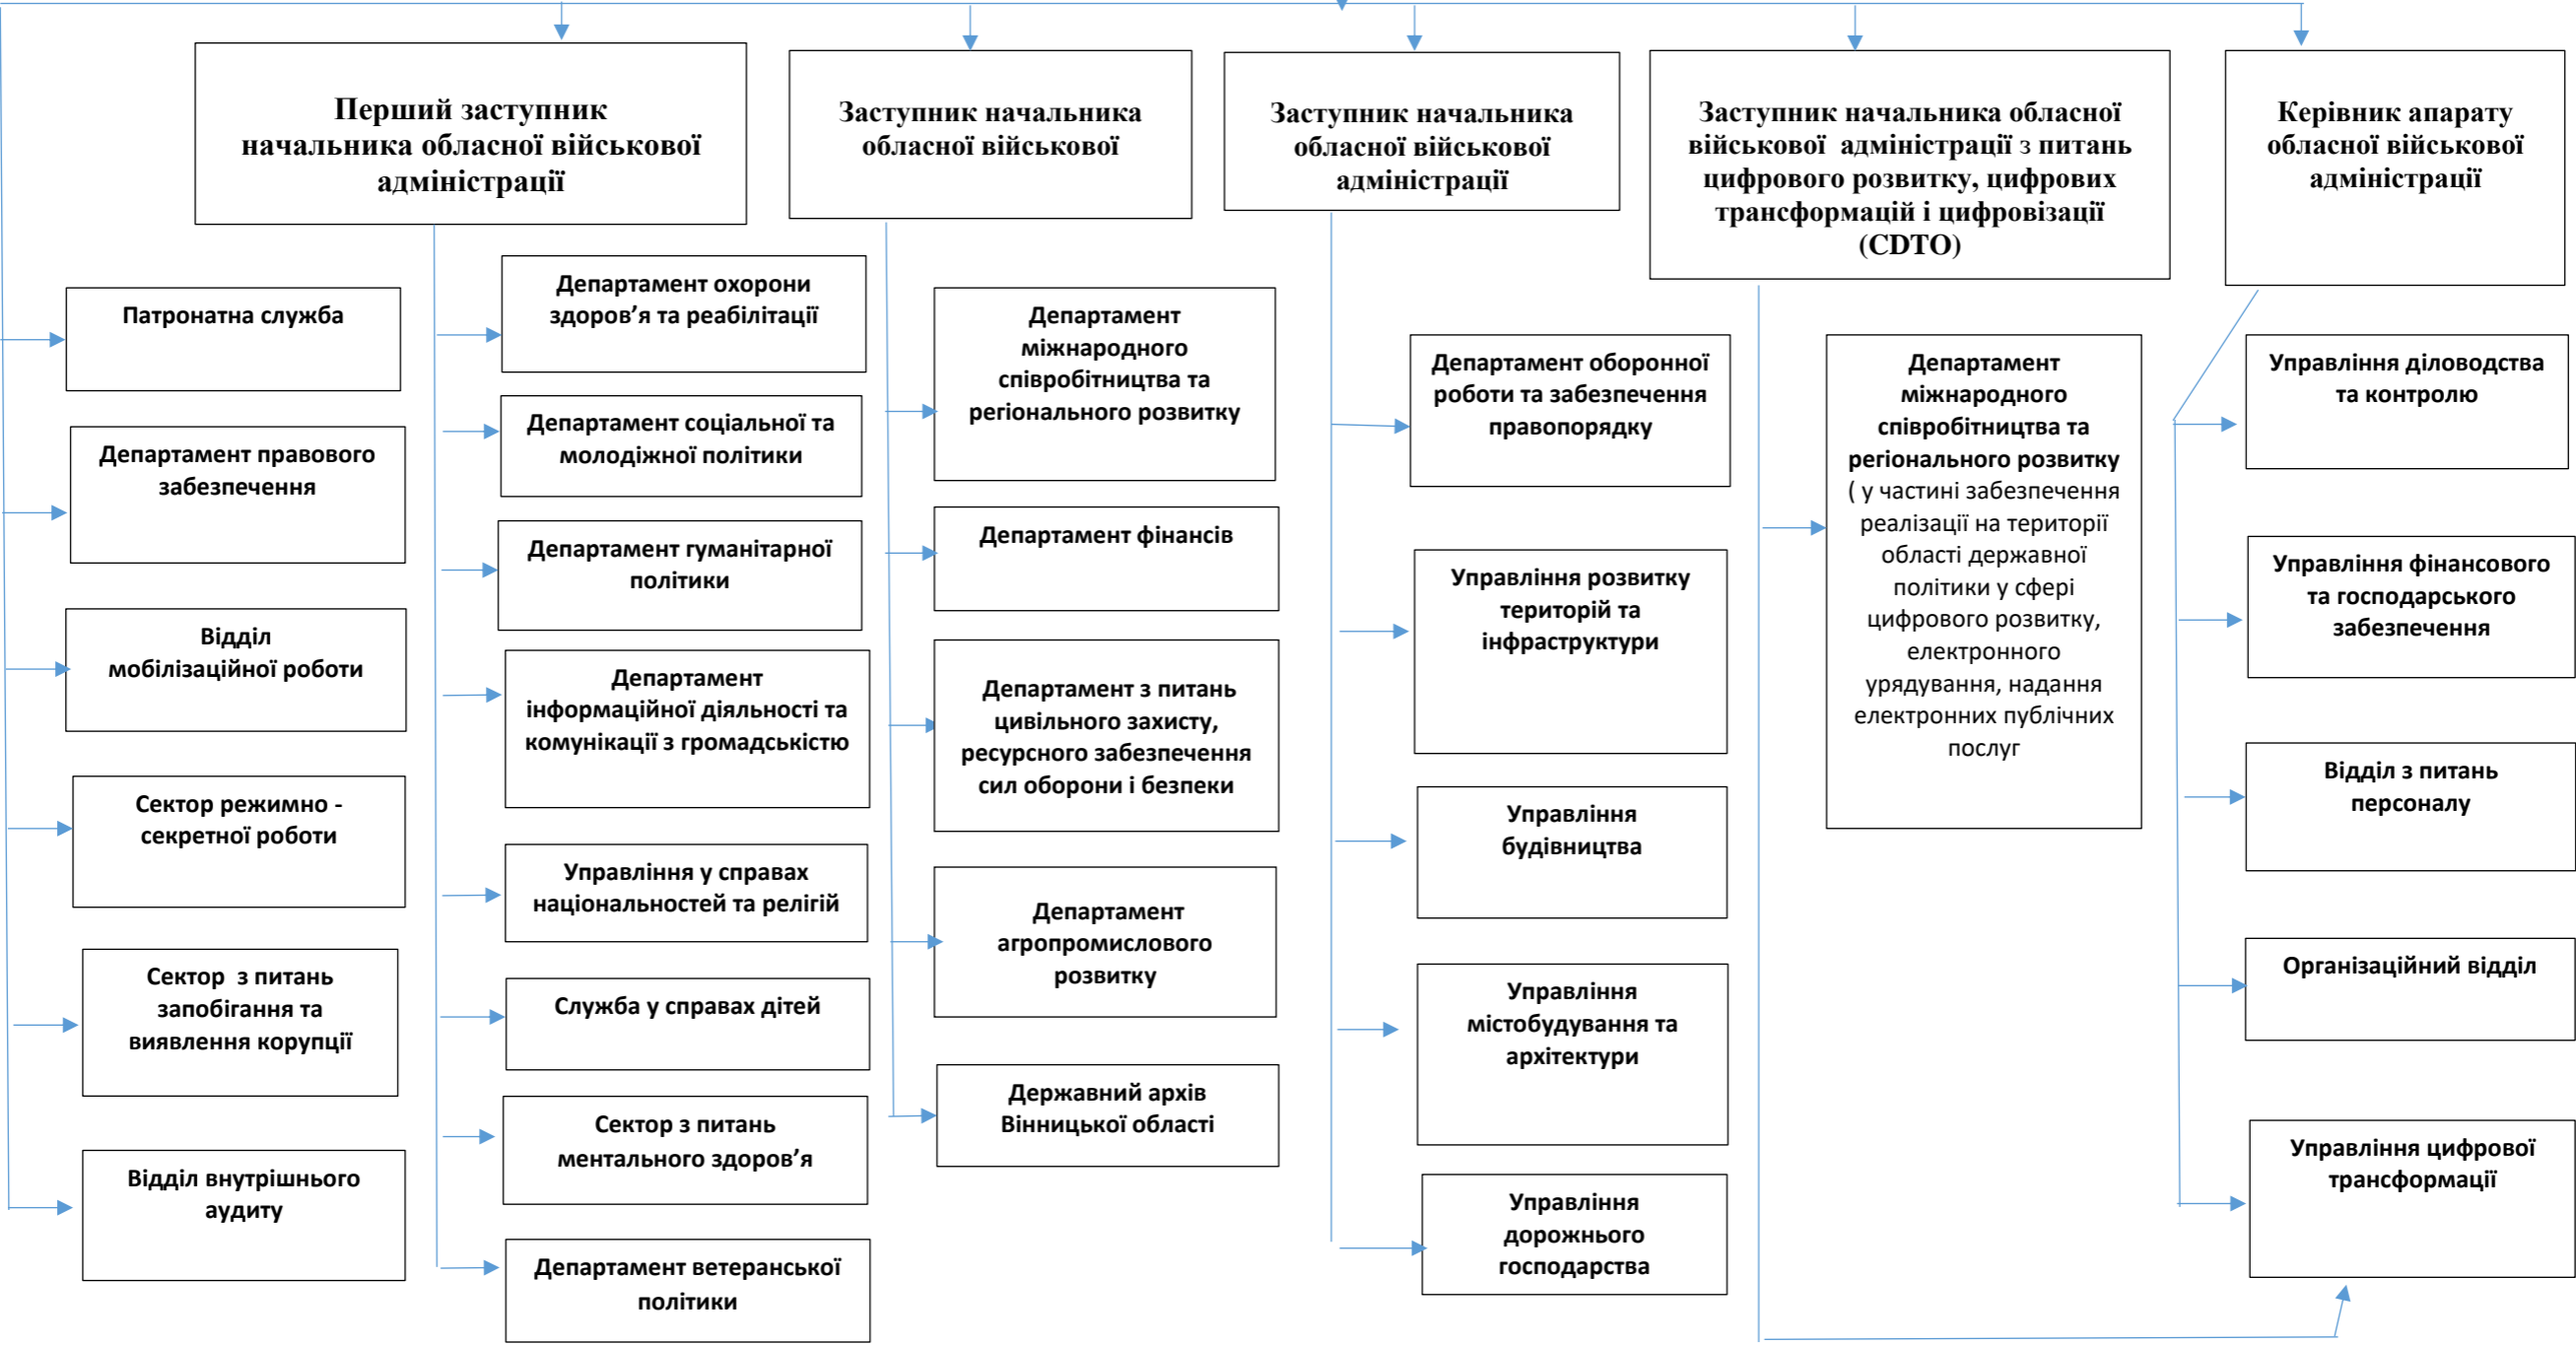 Перший заступник
начальника обласної військової
адміністрації
Заступник начальника
обласної військової
Заступник начальника
обласної військової
адміністрації
Заступник начальника обласної
військової адміністрації з питань
цифрового розвитку, цифрових
трансформацій і цифровізації
(CDTO)
Керівник апарату
обласної військової
адміністрації
Патронатна служба
Департамент правового
забезпечення
Відділ
мобілізаційної роботи
Сектор режимно -
секретної роботи
Сектор з питань
запобігання та
виявлення корупції
Відділ внутрішнього
аудиту
Департамент охорони
здоров’я та реабілітації
Департамент соціальної та
молодіжної політики
Департамент гуманітарної
політики
Департамент
інформаційної діяльності та
комунікації з громадськістю
Управління у справах
національностей та релігій
Служба у справах дітей
Сектор з питань
ментального здоров’я
Департамент ветеранської
політики
Департамент
міжнародного
співробітництва та
регіонального розвитку
Департамент фінансів
Департамент з питань
цивільного захисту,
ресурсного забезпечення
сил оборони і безпеки
Департамент
агропромислового
розвитку
Державний архів
Вінницької області
Департамент оборонної
роботи та забезпечення
правопорядку
Управління розвитку
територій та
інфраструктури
Управління
будівництва
Управління
містобудування та
архітектури
Управління
дорожнього
господарства
Департамент
міжнародного
співробітництва та
регіонального розвитку
( у частині забезпечення
реалізації на території
області державної
політики у сфері
цифрового розвитку,
електронного
урядування, надання
електронних публічних
послуг
Управління діловодства
та контролю
Управління фінансового
та господарського
забезпечення
Відділ з питань
персоналу
Організаційний відділ
Управління цифрової
трансформації